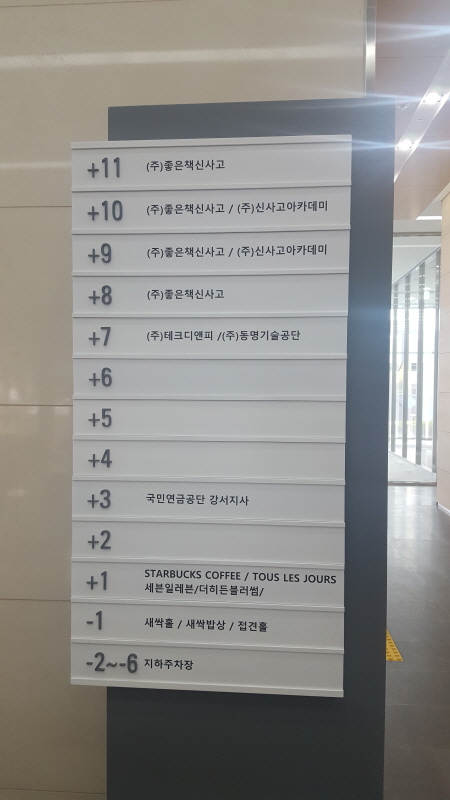 +11 (주)좋은책신사고
+10 (주)좋은책신사고 / (주)신사고아카데미
+9 (주)좋은책신사고 / (주)신사고아카데미
+8 (주)좋은책신사고
+7 (주)테크디앤피 /(주)동명기술공단
+6
+5
+4
+3 국민연금공단 강서지사
+2
+1 STARBUCKS COFFEE / TOUS LES JOURS
세븐일레븐/더히든블러썸/
-1 새싹홀 / 새싹밥상 / 접견홀
-2~-6 지하주차장